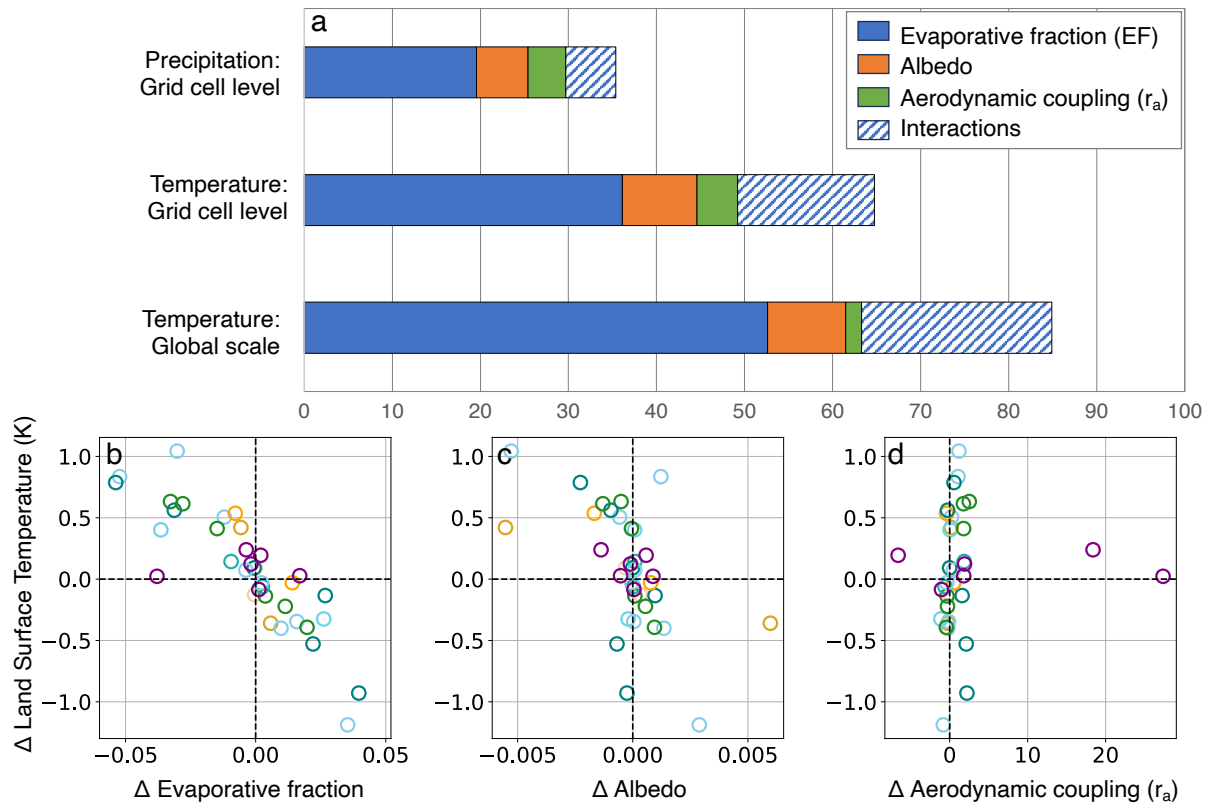 a
Precipitation:
Grid cell level
Temperature:
Grid cell level
Temperature:
Global scale
Evaporative fraction (EF)
Albedo
Aerodynamic coupling (rₐ)
Interactions
0 10 20 30 40 50 60 70 80 90 100
Δ Land Surface Temperature (K)
b
1.0
0.5
0.0
−0.5
−1.0
−0.05 0.00 0.05
Δ Evaporative fraction
c
−0.005 0.000 0.005
Δ Albedo
d
0 10 20
Δ Aerodynamic coupling (rₐ)